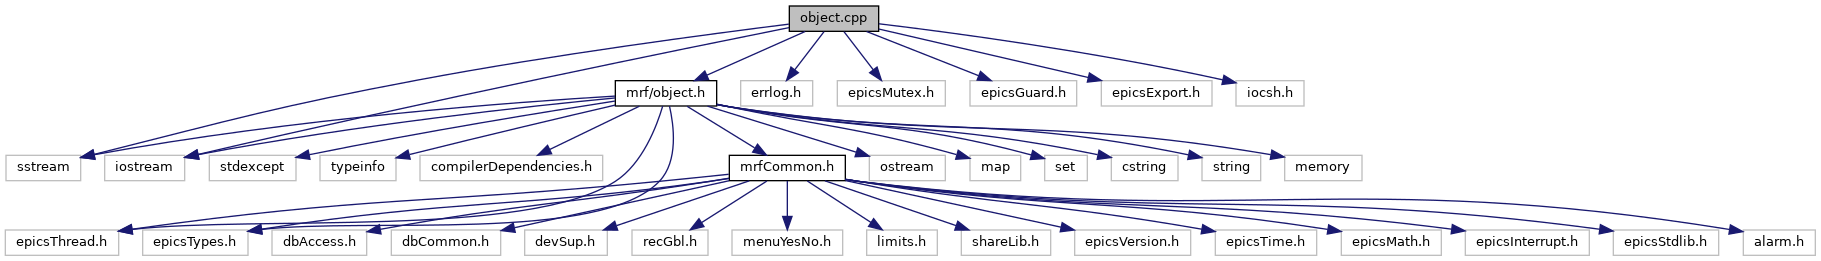 object.cpp
mrf/object.h
errlog.h
epicsMutex.h
epicsGuard.h
epicsExport.h
iocsh.h
sstream
iostream
stdexcept
typeinfo
compilerDependencies.h
mrfCommon.h
ostream
map
set
cstring
string
memory
epicsThread.h
epicsTypes.h
dbAccess.h
dbCommon.h
devSup.h
recGbl.h
menuYesNo.h
limits.h
shareLib.h
epicsVersion.h
epicsTime.h
epicsMath.h
epicsInterrupt.h
epicsStdlib.h
alarm.h